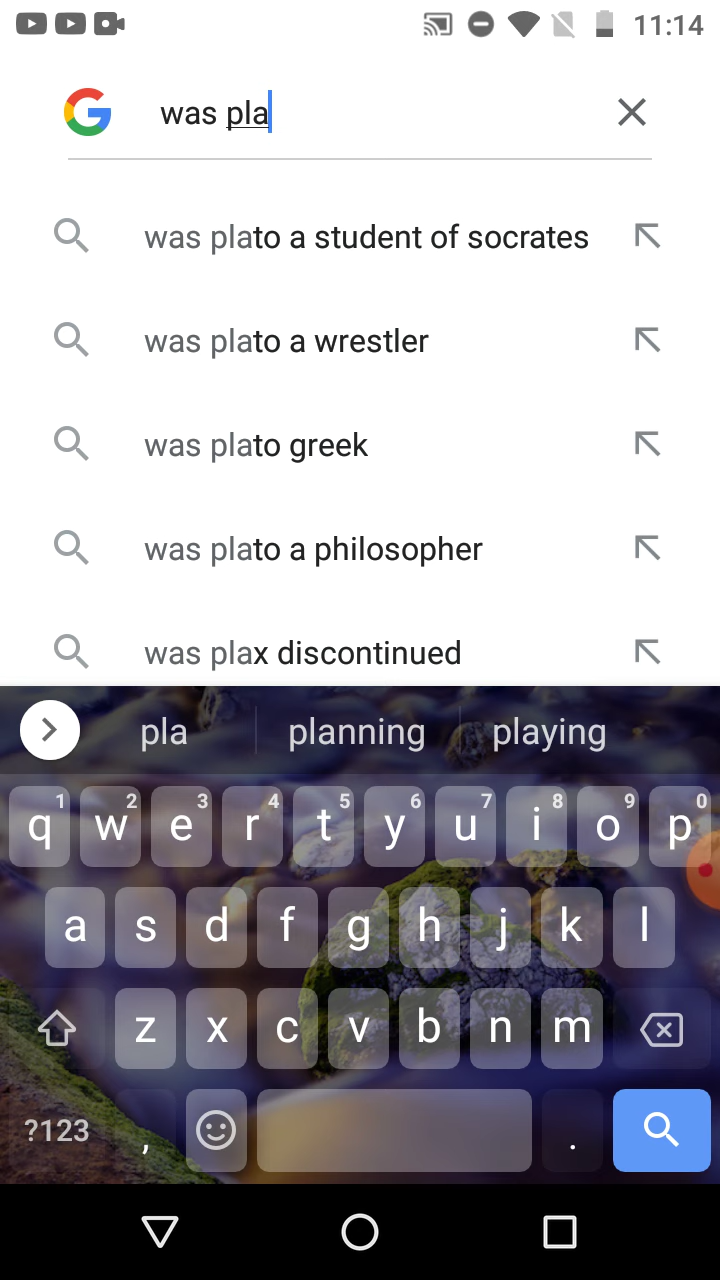 11:14
was pla
was plato a student of socrates
was plato a wrestler
was plato greek
was plato a philosopher
was plax discontinued
pla planning playing
1 2 3 4 5 6 7 8 9 0
q w e r t y u i o p
a s d f g h j k l
z x c v b n m
?123 , .